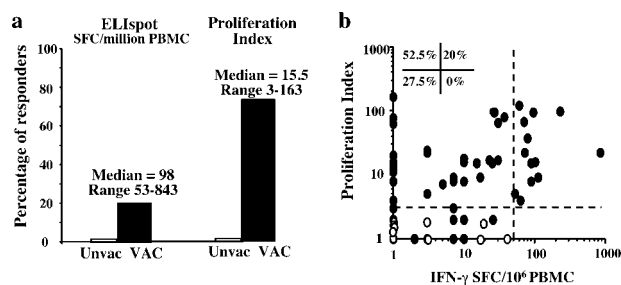 a
ELIspot
SFC/million PBMC
Proliferation
Index
Percentage of responders
100
80
60
40
20
0
Median = 98
Range 53-843
Median = 15.5
Range 3-163
Unvac VAC
Unvac VAC
b
Proliferation Index
1000
100
10
1
52.5% 20%
27.5% 0%
1
10
100
1000
IFN-γ SFC/10⁶ PBMC